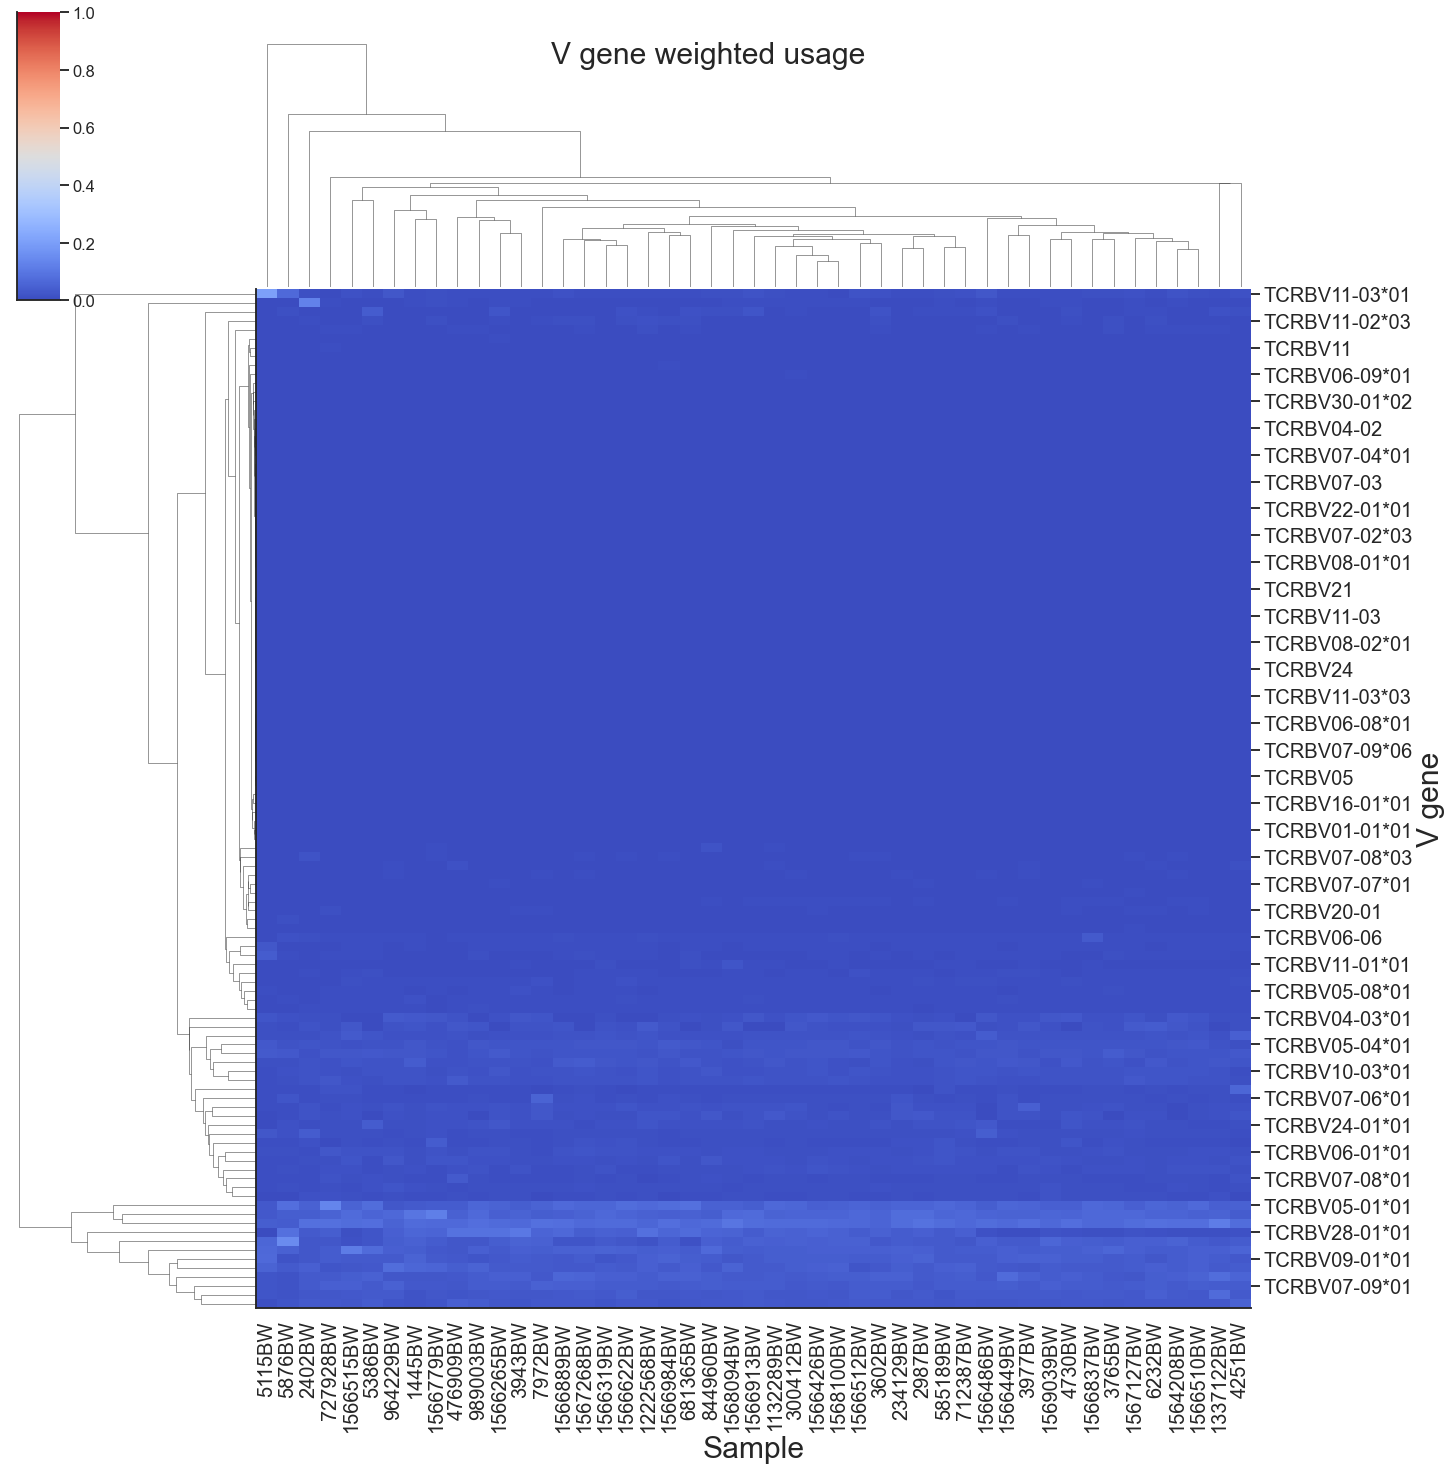 V gene weighted usage
1.0
0.8
0.6
0.4
0.2
0.0
TCRBV11-03*01
TCRBV11-02*03
TCRBV11
TCRBV06-09*01
TCRBV30-01*02
TCRBV04-02
TCRBV07-04*01
TCRBV07-03
TCRBV22-01*01
TCRBV07-02*03
TCRBV08-01*01
TCRBV21
TCRBV11-03
TCRBV08-02*01
TCRBV24
TCRBV11-03*03
TCRBV06-08*01
TCRBV07-09*06
TCRBV05
TCRBV16-01*01
TCRBV01-01*01
TCRBV07-08*03
TCRBV07-07*01
TCRBV20-01
TCRBV06-06
TCRBV11-01*01
TCRBV05-08*01
TCRBV04-03*01
TCRBV05-04*01
TCRBV10-03*01
TCRBV07-06*01
TCRBV24-01*01
TCRBV06-01*01
TCRBV07-08*01
TCRBV05-01*01
TCRBV28-01*01
TCRBV09-01*01
TCRBV07-09*01
V gene
5115BW
5876BW
2402BW
727928BW
1566515BW
5386BW
964229BW
1445BW
1567779BW
476909BW
989003BW
1566265BW
3943BW
7972BW
1566889BW
1567268BW
1566319BW
1566622BW
1222568BW
1566984BW
681365BW
844960BW
1568094BW
1566913BW
1132289BW
300412BW
1566426BW
1568100BW
1566512BW
3602BW
234129BW
2987BW
585189BW
712387BW
1566486BW
1566449BW
3977BW
1569039BW
4730BW
1566837BW
3765BW
1567127BW
6232BW
1564208BW
1566510BW
1337122BW
4251BW
Sample